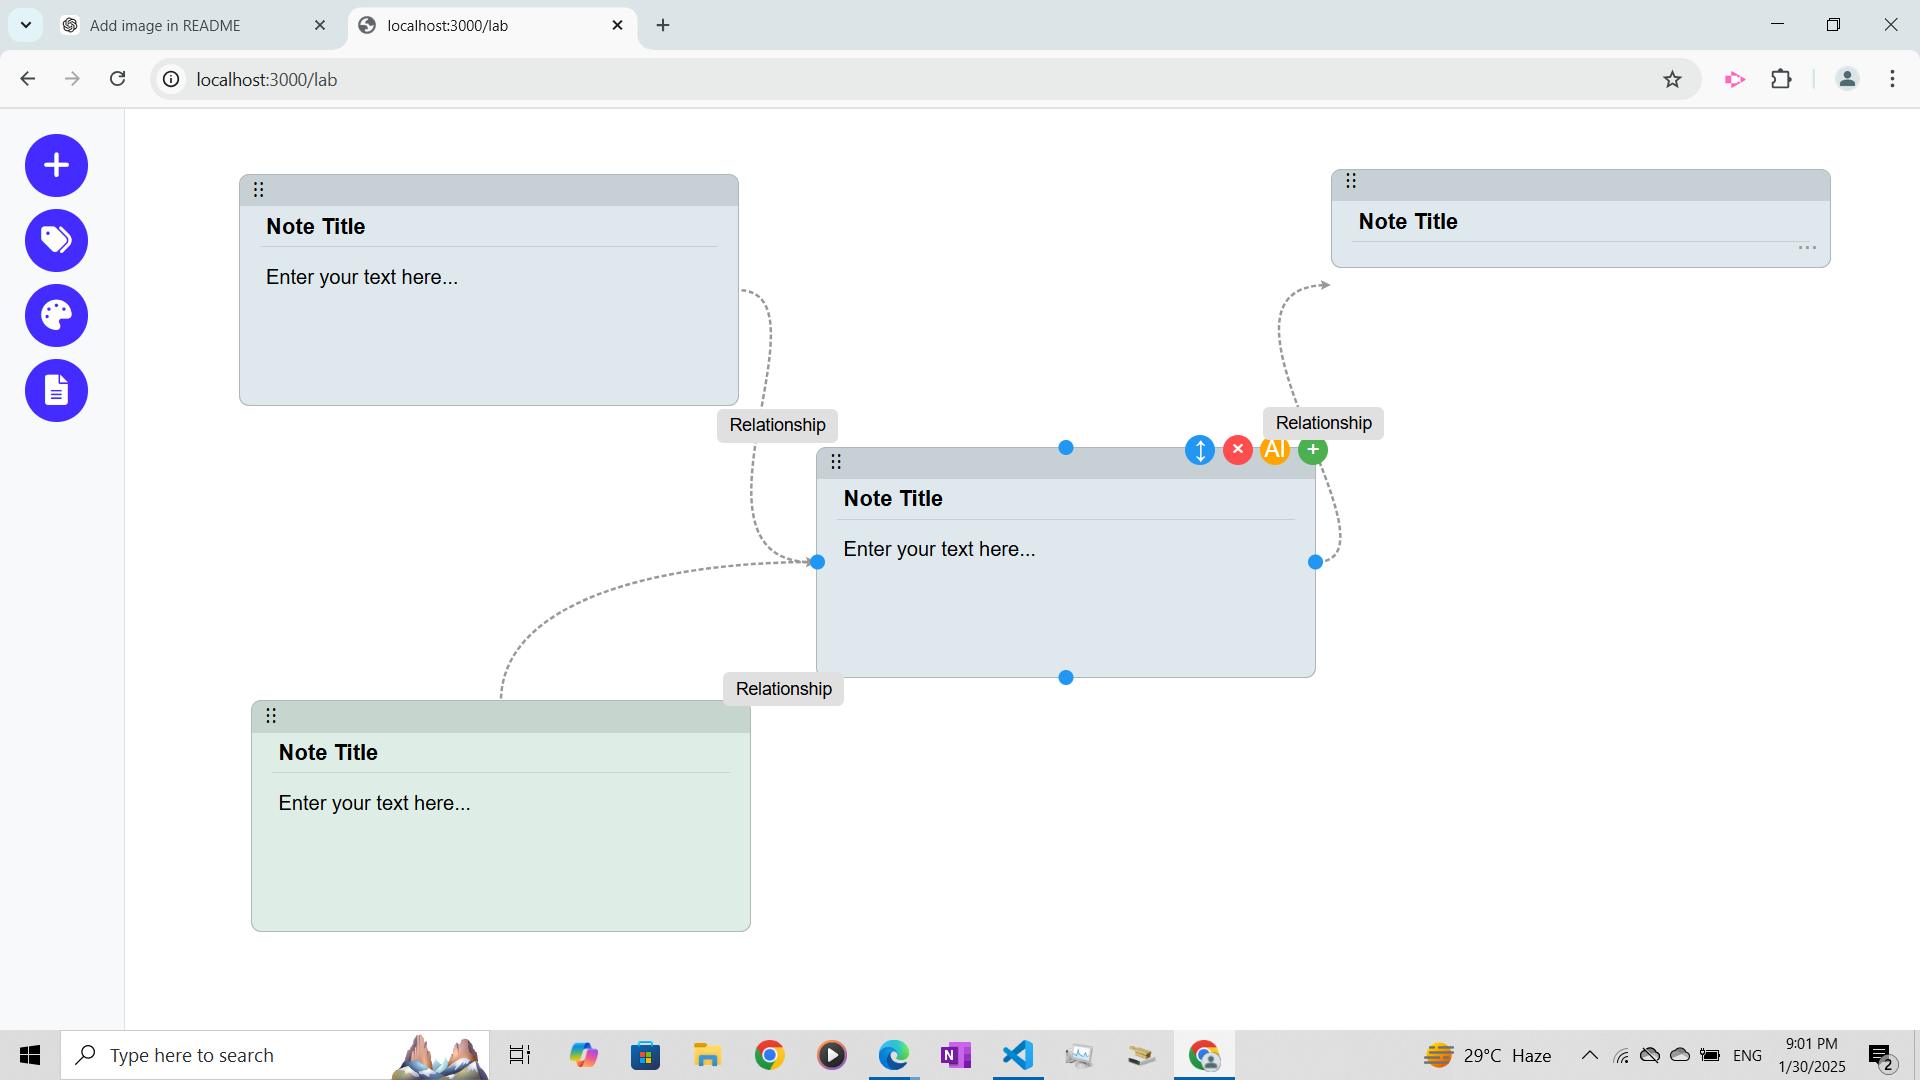 Add image in README
localhost:3000/lab
localhost:3000/lab
Note Title
Enter your text here...
Note Title
...
Relationship
Relationship
AI
Note Title
Enter your text here...
Relationship
Note Title
Enter your text here...
Type here to search
N
29°C Haze
ENG
9:01 PM
1/30/2025
2